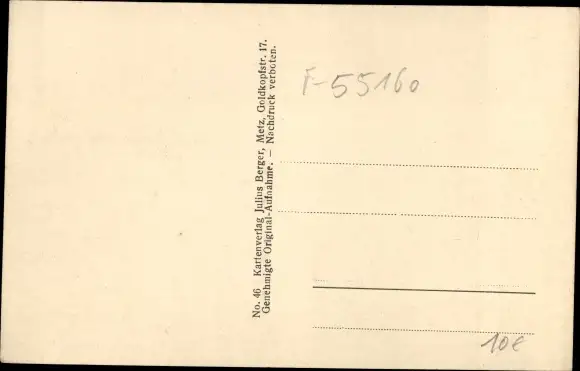 No. 46 Kartenverlag Julius Berger, Metz, Goldkopfstr. 17.
Genehmigte Original-Aufnahme. — Nachdruck verboten.
F-55160
10€